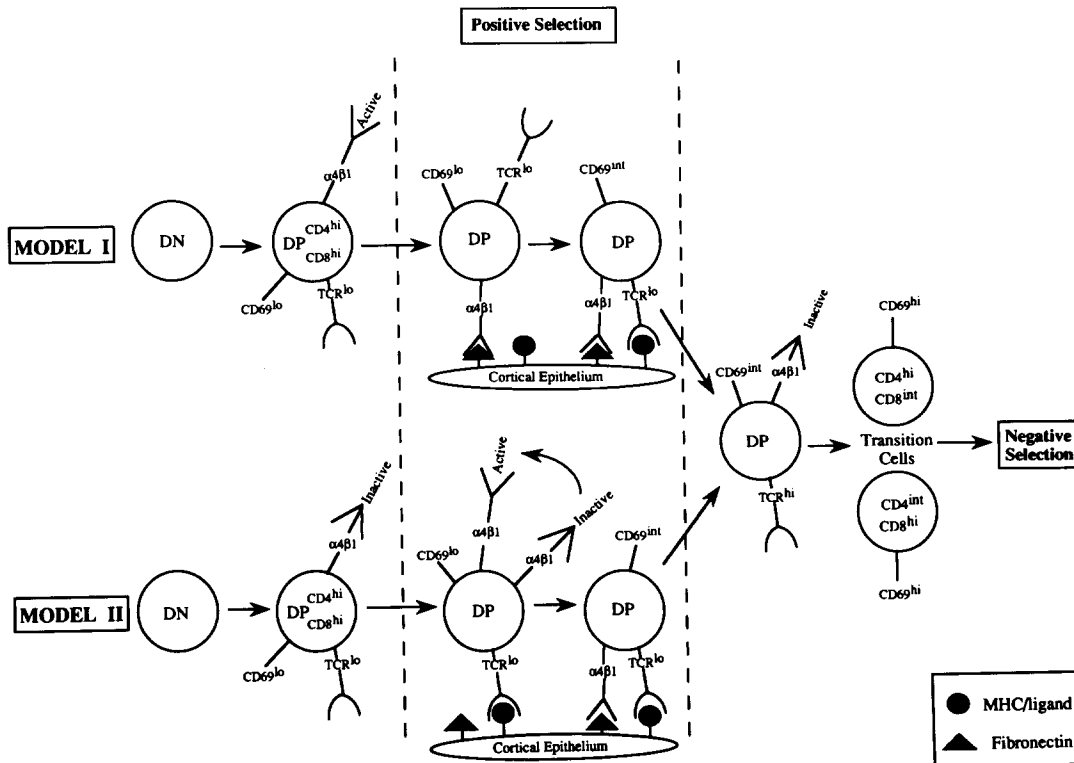 Positive Selection
MODEL I
DN
Active
α4β1
DP CD4hi
CD8hi
CD69lo
TCRlo
CD69lo
TCRlo
DP
α4β1
CD69int
DP
α4β1
TCRlo
Cortical Epithelium
Inactive
CD69int
α4β1
DP
TCRhi
CD69hi
CD4hi
CD8int
Transition
Cells
CD4int
CD8hi
CD69hi
Negative
Selection
MODEL II
DN
Inactive
α4β1
DP CD4hi
CD8hi
CD69lo
TCRlo
Active
Inactive
α4β1
CD69lo
α4β1
DP
TCRlo
CD69int
DP
α4β1
TCRlo
Cortical Epithelium
MHC/ligand
Fibronectin